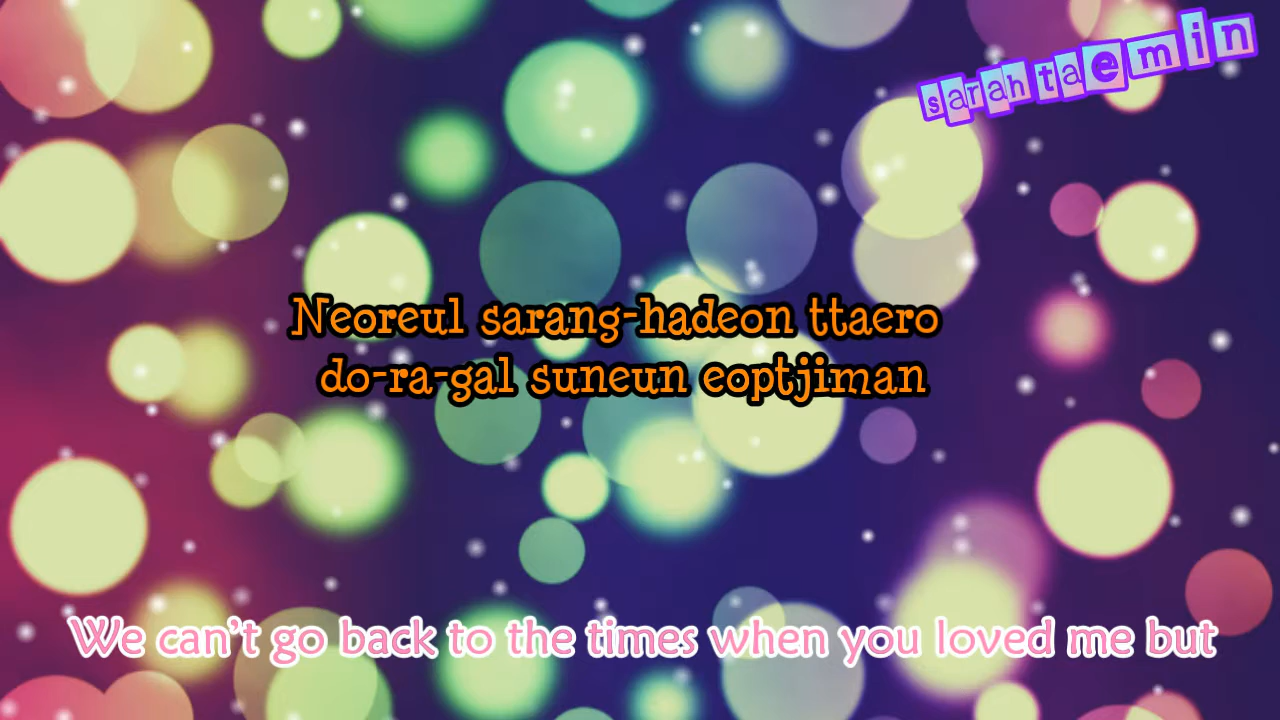 sarahtaemin
Neoreul sarang-hadeon ttaero
do-ra-gal suneun eoptjiman
We can't go back to the times when you loved me but